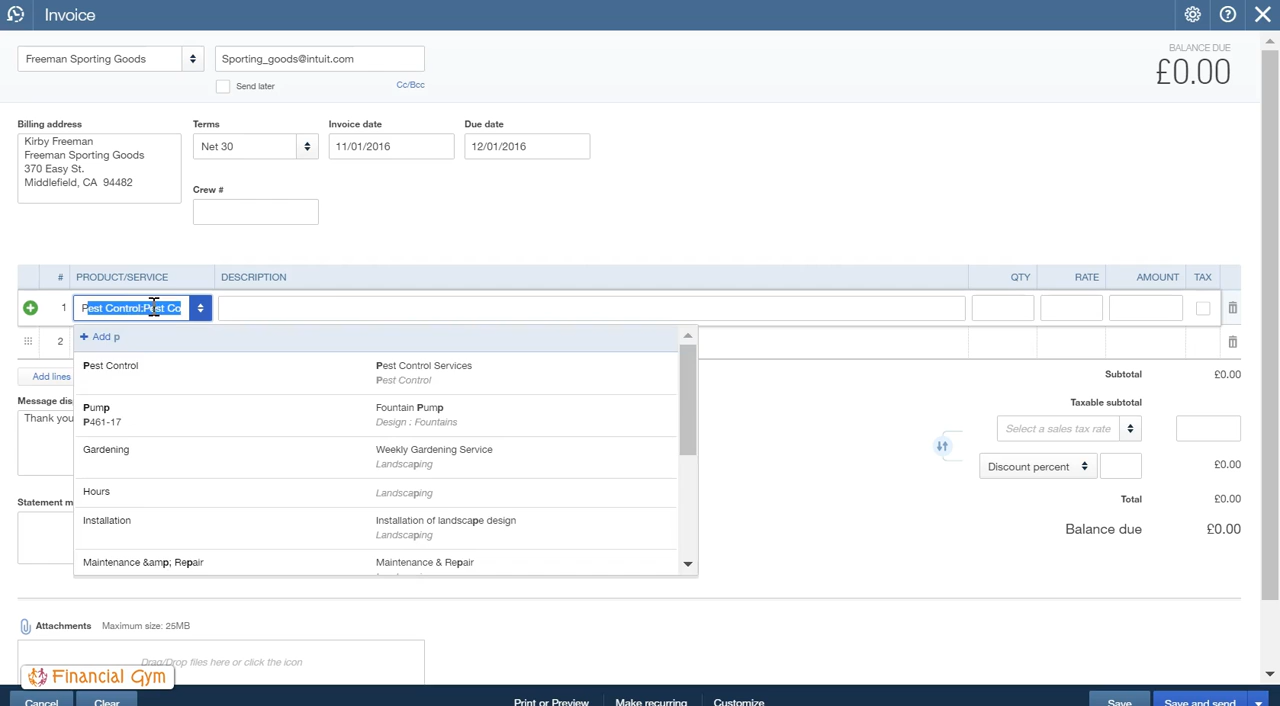 Invoice
Freeman Sporting Goods
Sporting_goods@intuit.com
Send later
Cc/Bcc
BALANCE DUE
£0.00
Billing address
Kirby Freeman
Freeman Sporting Goods
370 Easy St.
Middlefield, CA 94482
Terms
Net 30
Invoice date
11/01/2016
Due date
12/01/2016
Crew #
# PRODUCT/SERVICE DESCRIPTION QTY RATE AMOUNT TAX
1 Pest Control:Pest Co
Add p
2
Pest Control Pest Control Services
Pest Control
Pump Fountain Pump
P461-17 Design : Fountains
Gardening Weekly Gardening Service
Landscaping
Hours Landscaping
Installation Installation of landscape design
Landscaping
Maintenance &amp; Repair Maintenance & Repair
Add lines
Message dis
Thank you
Statement m
Subtotal £0.00
Taxable subtotal
Select a sales tax rate
Discount percent £0.00
Total £0.00
Balance due £0.00
Attachments Maximum size: 25MB
Drag/Drop files here or click the icon
Financial Gym
Cancel Clear Print or Preview Make recurring Customize Save Save and send